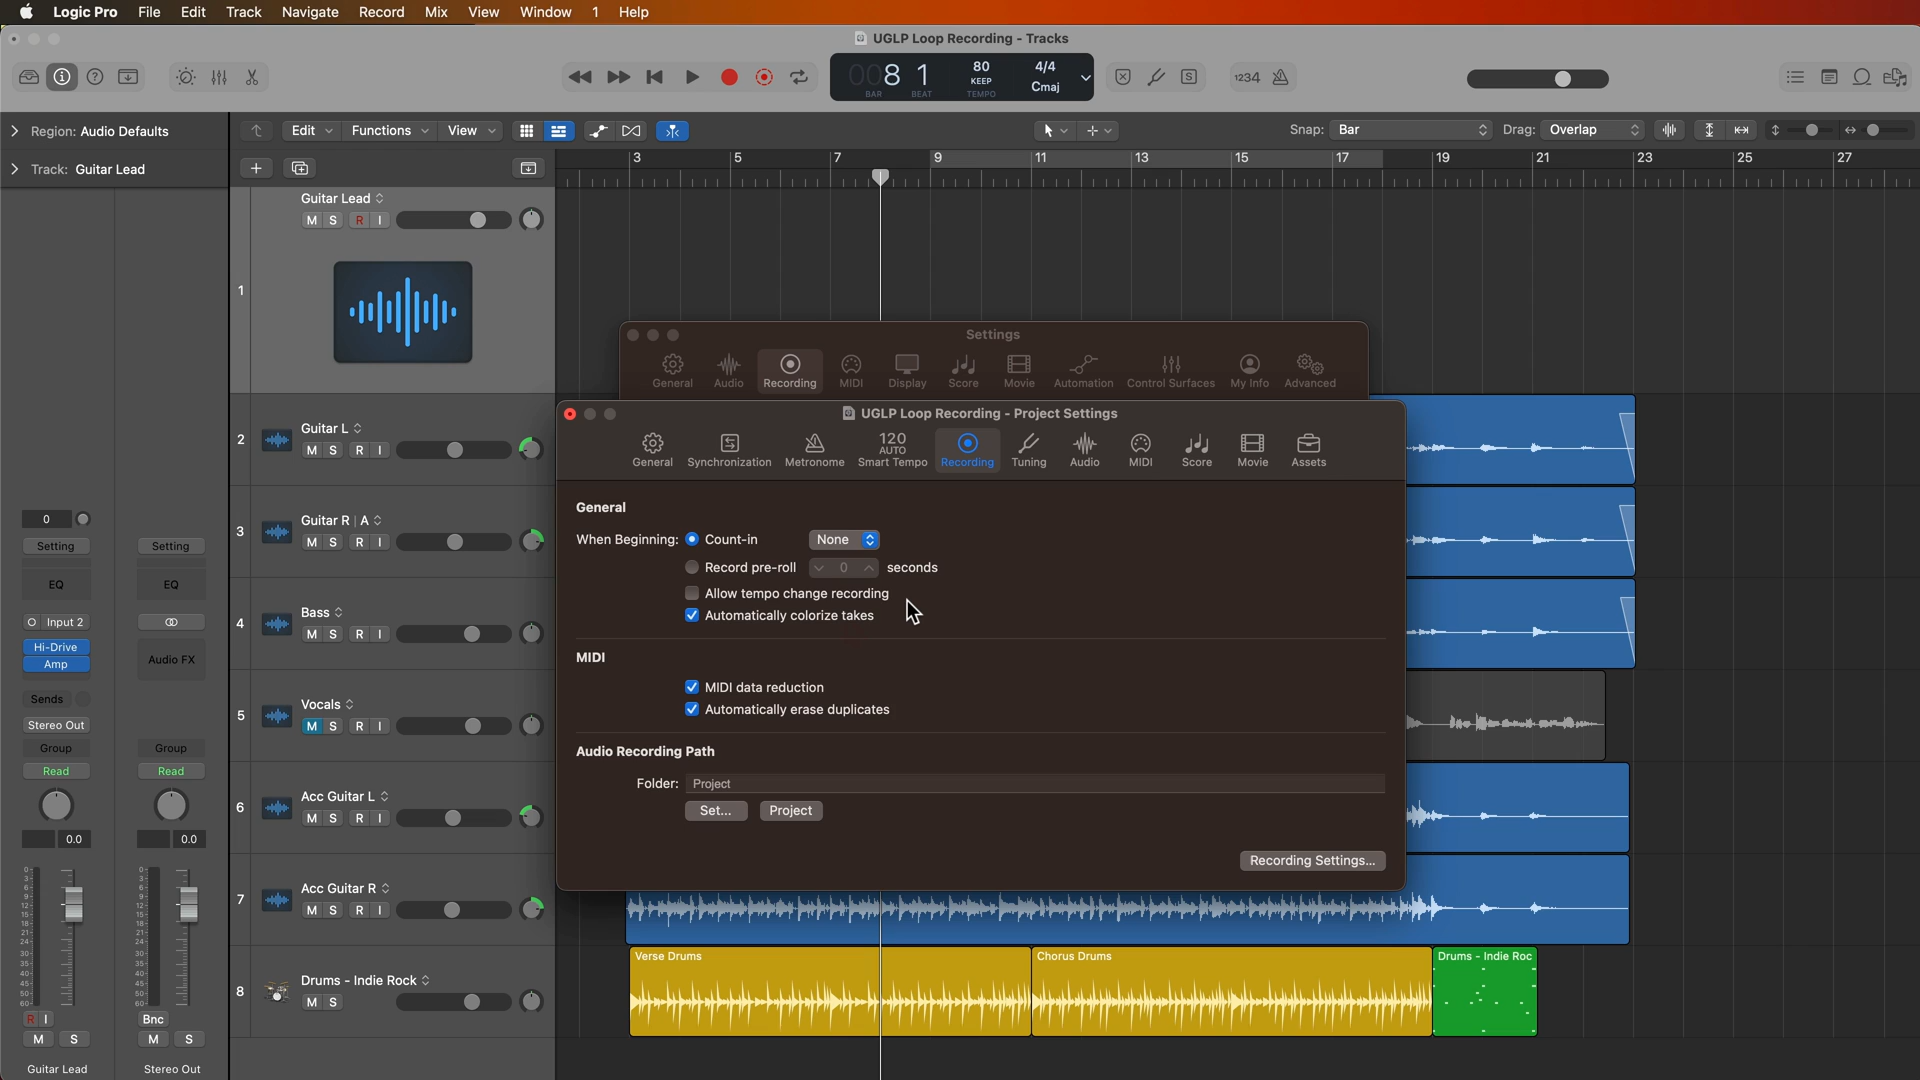 Logic Pro File Edit Track Navigate Record Mix View Window 1 Help
UGLP Loop Recording - Tracks
008 1 80 4/4
KEEP Cmaj
BAR BEAT TEMPO
S 1234
Region: Audio Defaults
Edit Functions View
Snap: Bar Drag: Overlap
Track: Guitar Lead
3 5 7 9 11 13 15 17 19 21 23 25 27
1
Guitar Lead
M S R I
Settings
General Audio Recording MIDI Display Score Movie Automation Control Surfaces My Info Advanced
UGLP Loop Recording - Project Settings
120
AUTO
General Synchronization Metronome Smart Tempo Recording Tuning Audio MIDI Score Movie Assets
General
When Beginning: Count-in None
Record pre-roll 0 seconds
Allow tempo change recording
Automatically colorize takes
MIDI
MIDI data reduction
Automatically erase duplicates
Audio Recording Path
Folder: Project
Set... Project
Recording Settings...
2
Guitar L
M S R I
3
Guitar R | A
M S R I
4
Bass
M S R I
5
Vocals
M S R I
6
Acc Guitar L
M S R I
7
Acc Guitar R
M S R I
8
Drums - Indie Rock
M S
Verse Drums Chorus Drums Drums - Indie Roc
0
Setting Setting
EQ EQ
Input 2
Hi-Drive
Amp
Audio FX
Sends
Stereo Out
Group Group
Read Read
0.0 0.0
R I Bnc
M S M S
Guitar Lead Stereo Out